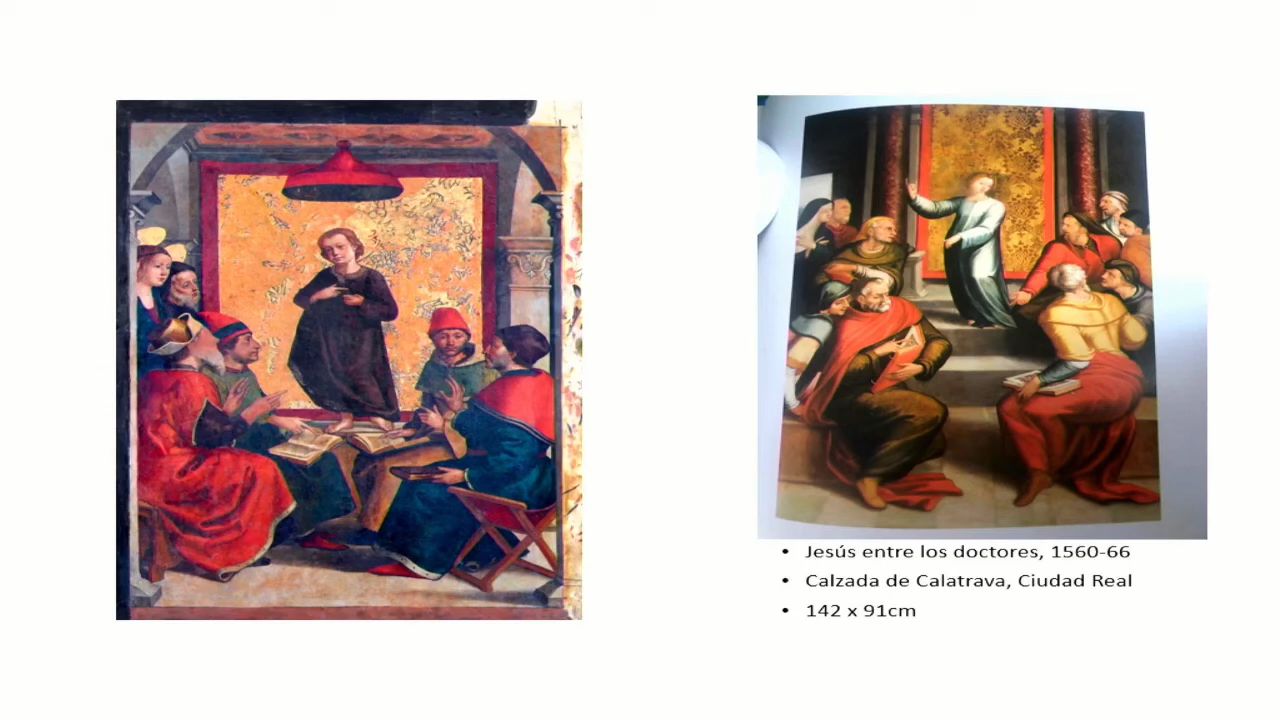 • Jesús entre los doctores, 1560-66
• Calzada de Calatrava, Ciudad Real
• 142 x 91cm